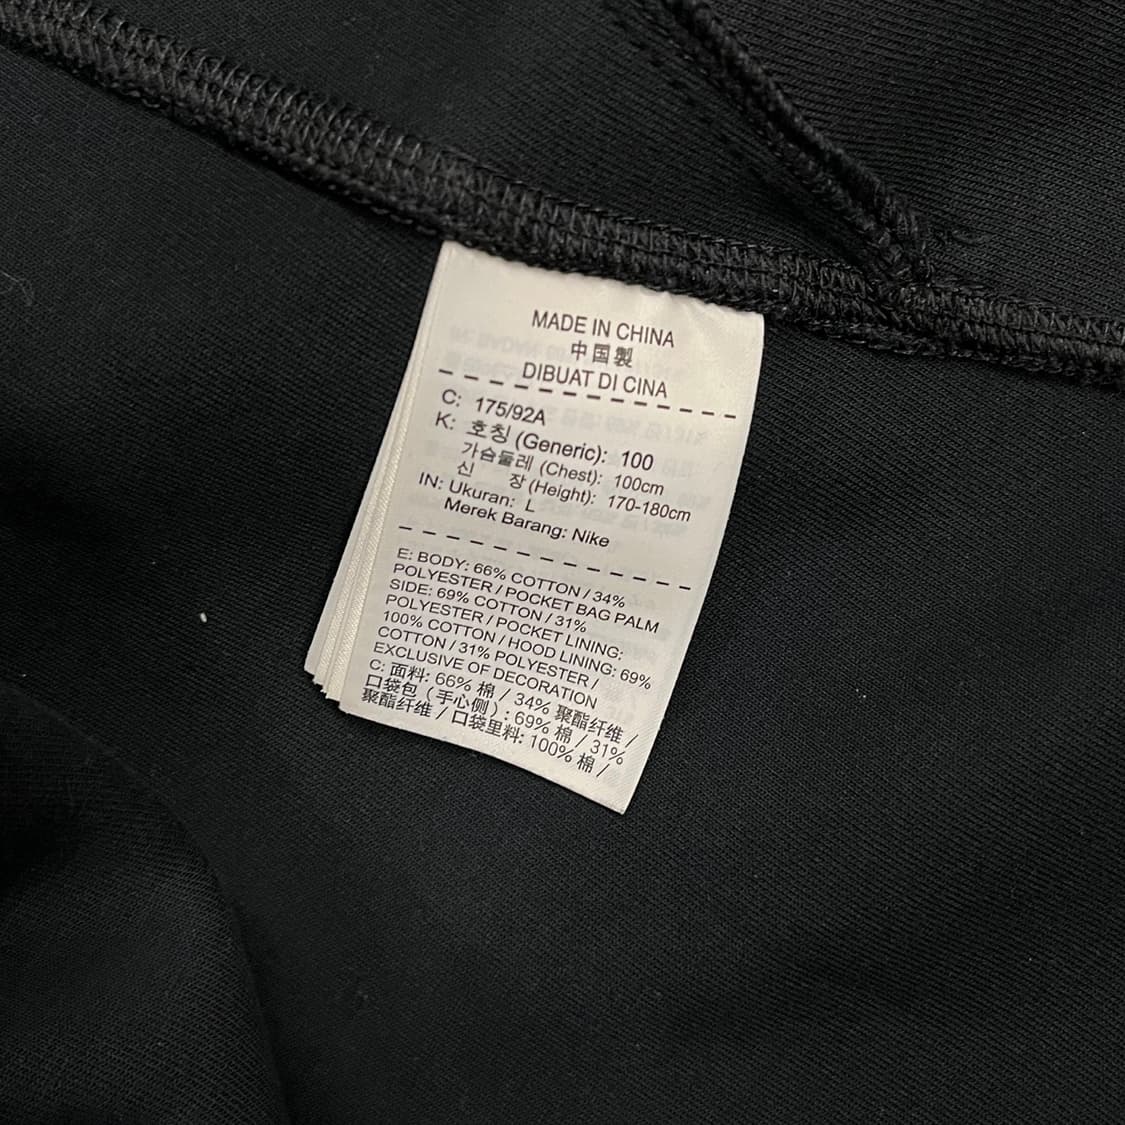 MADE IN CHINA
中国製
DIBUAT DI CINA
C: 175/92A
K: 호칭 (Generic): 100
가슴둘레 (Chest): 100cm
신 장 (Height): 170-180cm
IN: Ukuran: L
Merek Barang: Nike
E: BODY: 66% COTTON / 34%
POLYESTER / POCKET BAG PALM
SIDE: 69% COTTON / 31%
POLYESTER / POCKET LINING:
100% COTTON / HOOD LINING: 69%
COTTON / 31% POLYESTER /
EXCLUSIVE OF DECORATION
C: 面料: 66% 棉 / 34% 聚酯纤维 /
口袋包（手心侧）: 69% 棉 / 31%
聚酯纤维 / 口袋里料: 100% 棉 /